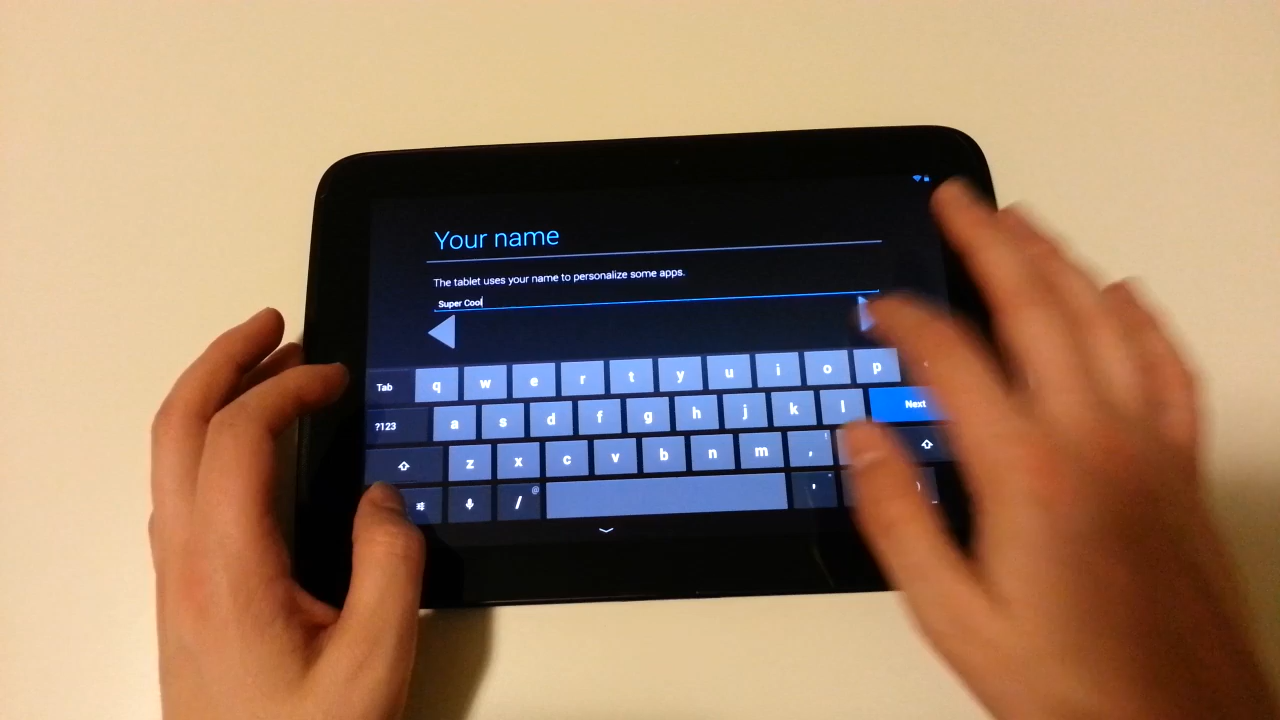 Your name
The tablet uses your name to personalize some apps.
Super Cool
Tab q w e r t y u i o p
?123 a s d f g h j k l Next
z x c v b n m , !
/ @ ' "